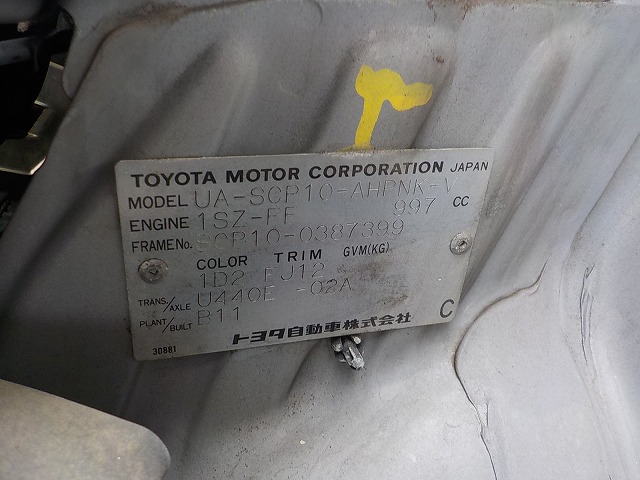 TOYOTA MOTOR CORPORATION JAPAN
MODEL UA-SCP10-AHPNK-V
ENGINE 1SZ-FE 997 CC
FRAME No. SCP10-0387399
COLOR TRIM GVM(KG)
1D2 FJ12
TRANS./AXLE U440E -02A
PLANT/BUILT B11
トヨタ自動車株式会社 C
30881